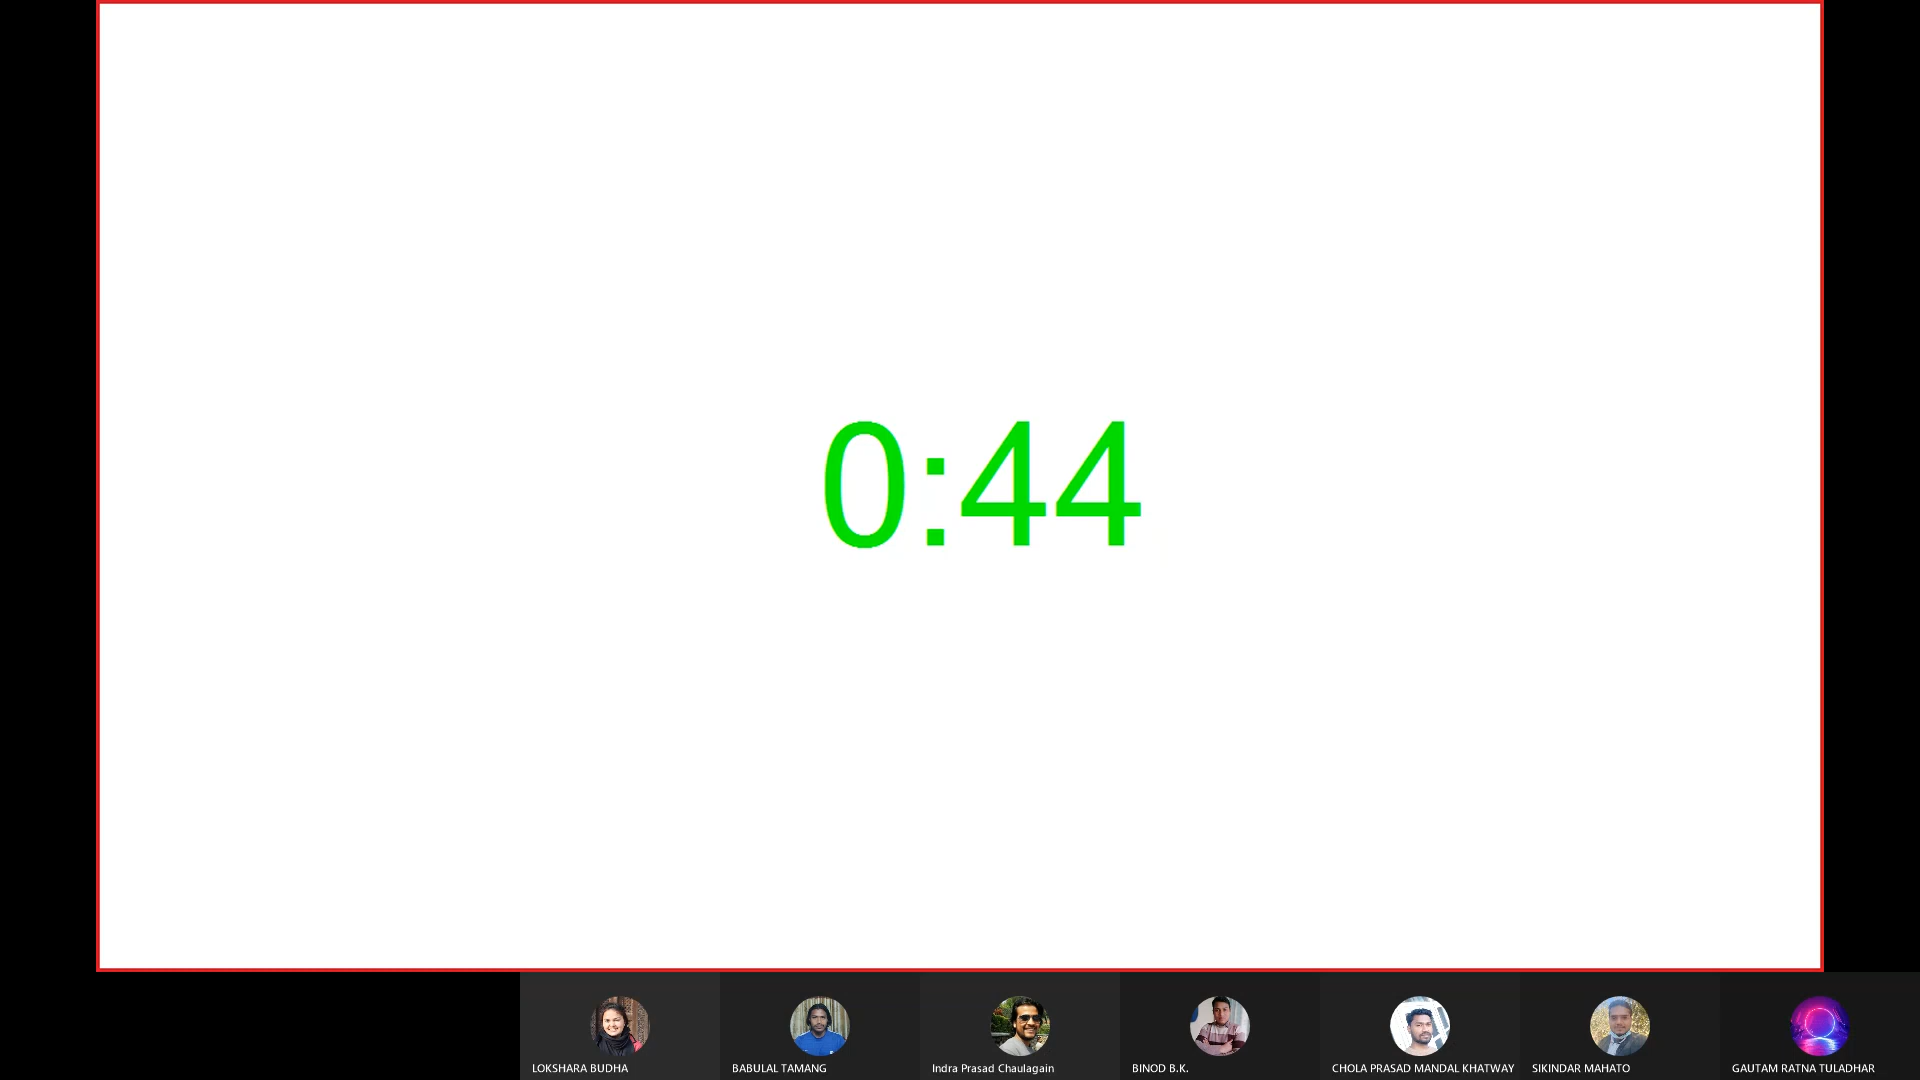 0:44
LOKSHARA BUDHA
BABULAL TAMANG
Indra Prasad Chaulagain
BINOD B.K.
CHOLA PRASAD MANDAL KHATWAY
SIKINDAR MAHATO
GAUTAM RATNA TULADHAR